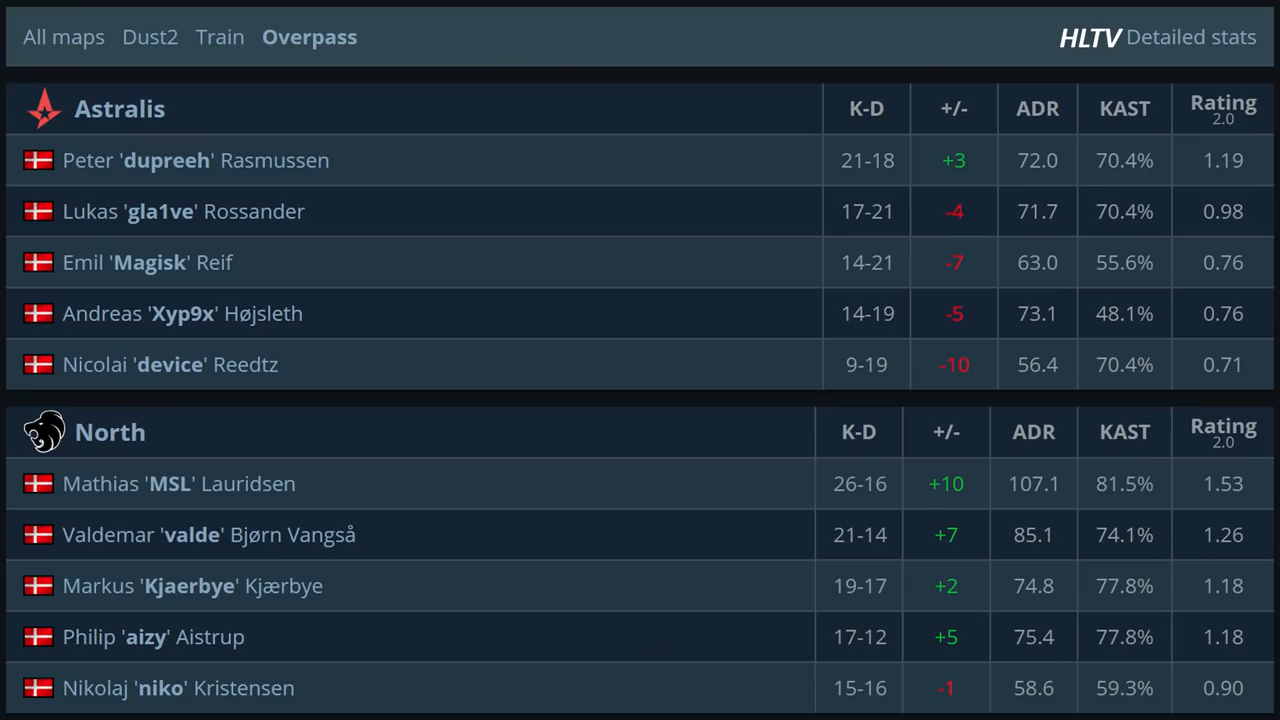 All maps Dust2 Train Overpass HLTV Detailed stats
Astralis K-D +/- ADR KAST Rating 2.0
Peter 'dupreeh' Rasmussen 21-18 +3 72.0 70.4% 1.19
Lukas 'gla1ve' Rossander 17-21 -4 71.7 70.4% 0.98
Emil 'Magisk' Reif 14-21 -7 63.0 55.6% 0.76
Andreas 'Xyp9x' Højsleth 14-19 -5 73.1 48.1% 0.76
Nicolai 'device' Reedtz 9-19 -10 56.4 70.4% 0.71
North K-D +/- ADR KAST Rating 2.0
Mathias 'MSL' Lauridsen 26-16 +10 107.1 81.5% 1.53
Valdemar 'valde' Bjørn Vangså 21-14 +7 85.1 74.1% 1.26
Markus 'Kjaerbye' Kjærbye 19-17 +2 74.8 77.8% 1.18
Philip 'aizy' Aistrup 17-12 +5 75.4 77.8% 1.18
Nikolaj 'niko' Kristensen 15-16 -1 58.6 59.3% 0.90